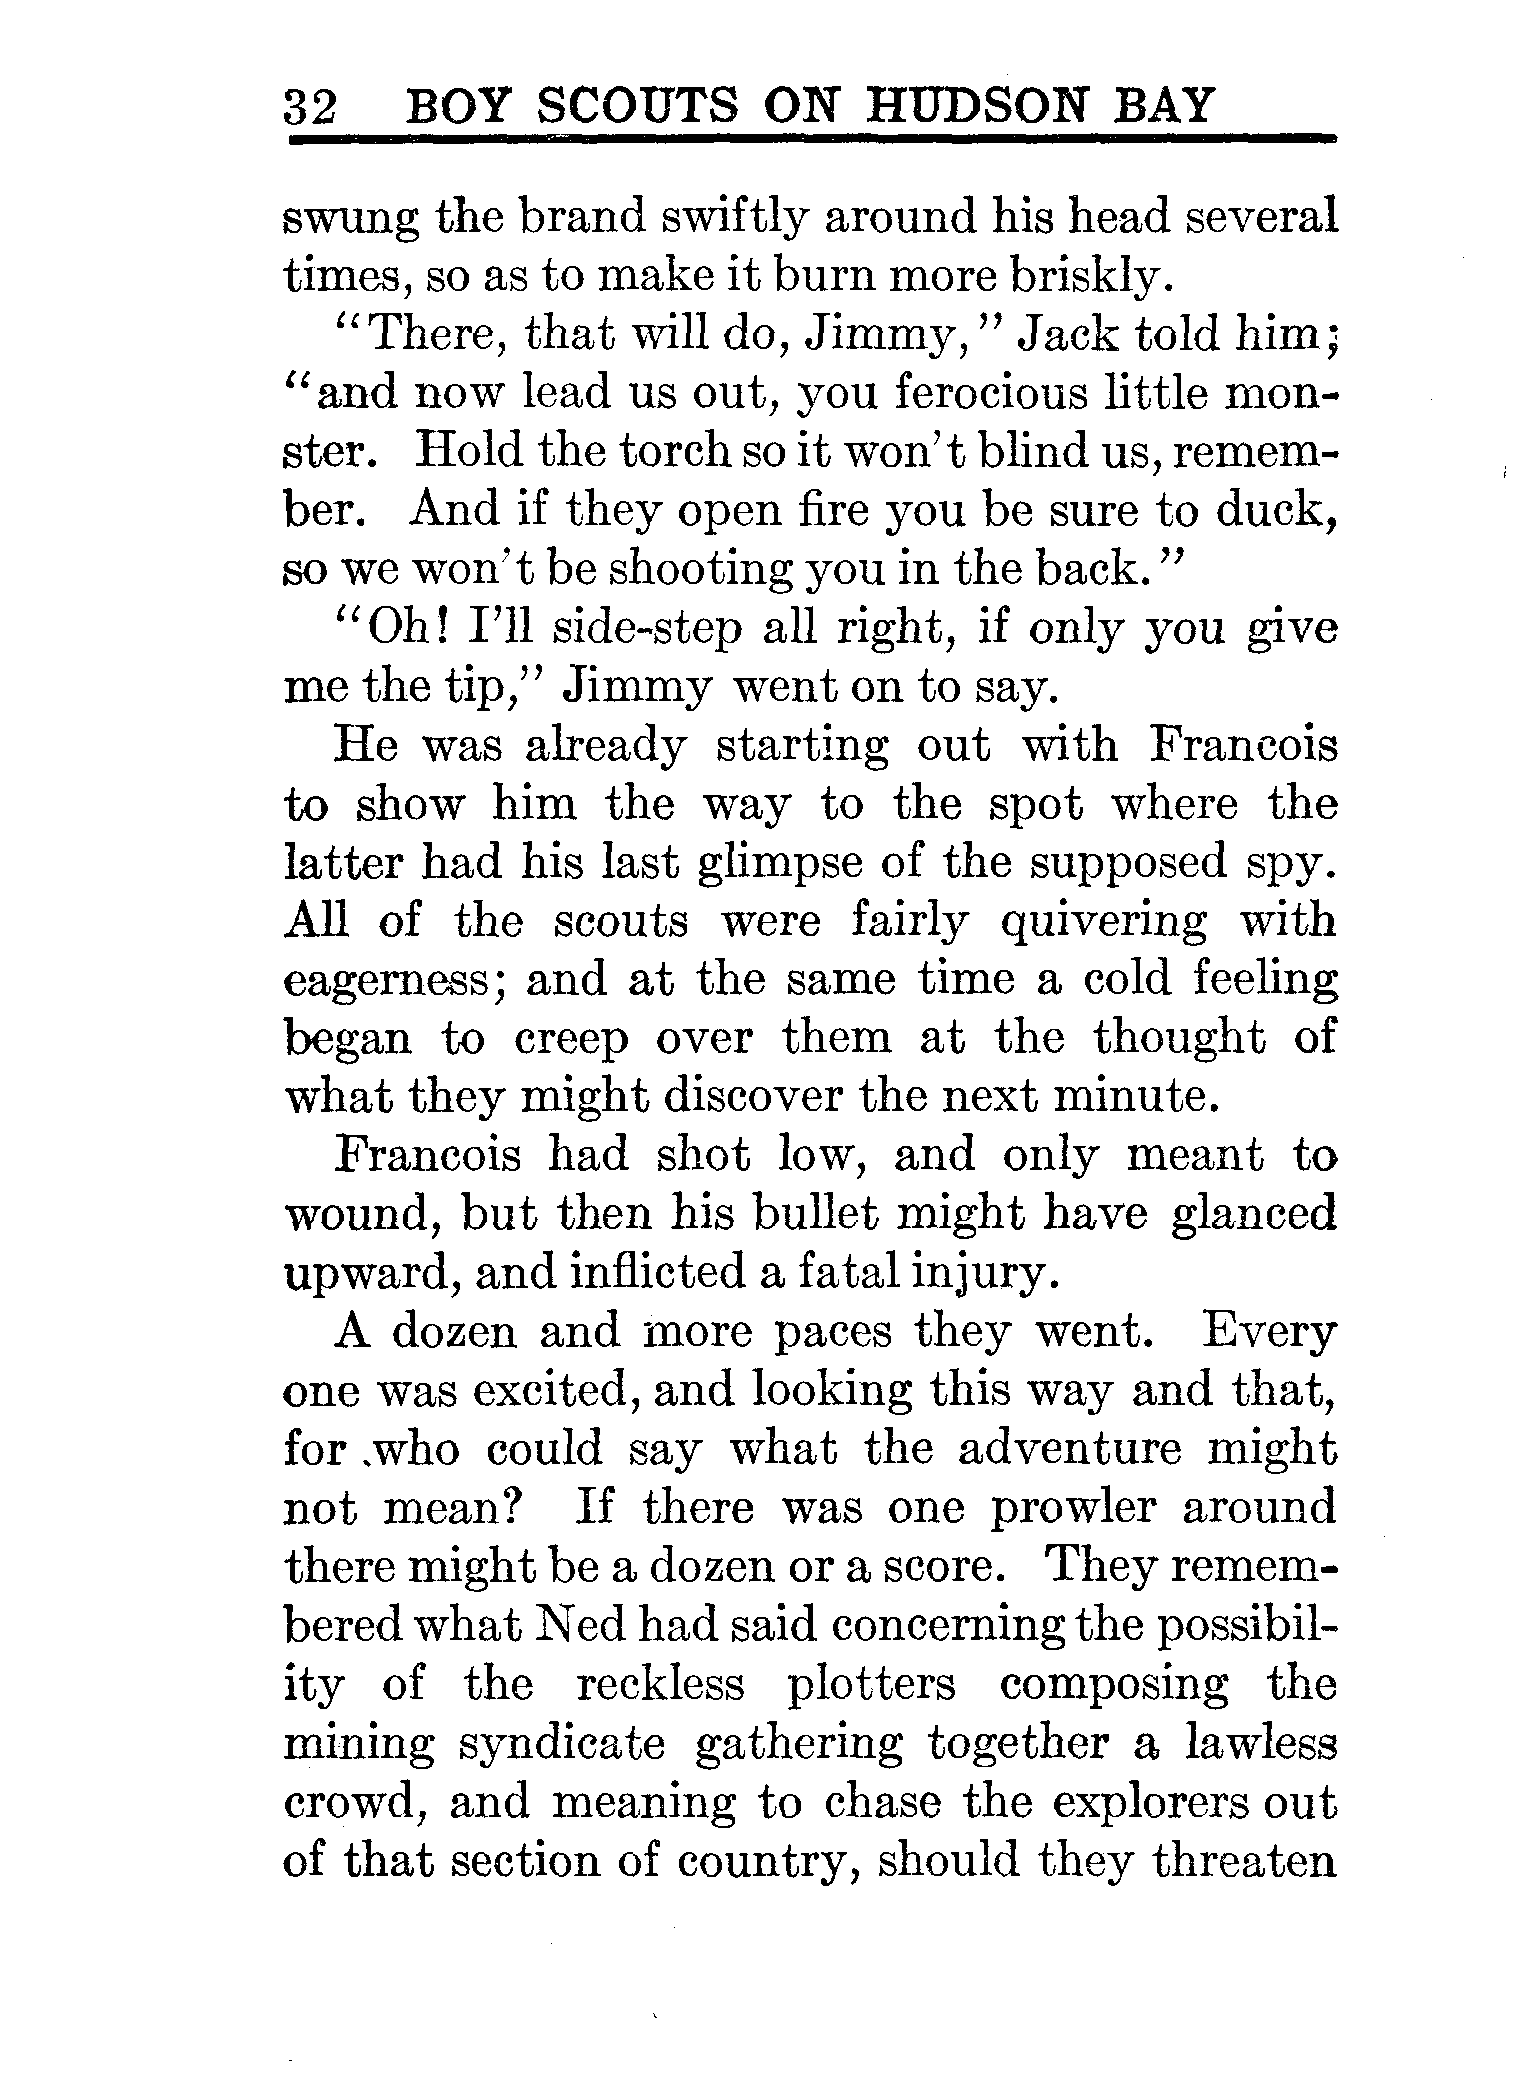 32 BOY SCOUTS ON HUDSON BAY
swung the brand swiftly around his head several
times, so as to make it burn more briskly.
"There, that will do, Jimmy," Jack told him;
"and now lead us out, you ferocious little mon-
ster. Hold the torch so it won't blind us, remem-
ber. And if they open fire you be sure to duck,
so we won't be shooting you in the back."
"Oh! I'll side-step all right, if only you give
me the tip," Jimmy went on to say.
He was already starting out with Francois
to show him the way to the spot where the
latter had his last glimpse of the supposed spy.
All of the scouts were fairly quivering with
eagerness; and at the same time a cold feeling
began to creep over them at the thought of
what they might discover the next minute.
Francois had shot low, and only meant to
wound, but then his bullet might have glanced
upward, and inflicted a fatal injury.
A dozen and more paces they went. Every
one was excited, and looking this way and that,
for who could say what the adventure might
not mean? If there was one prowler around
there might be a dozen or a score. They remem-
bered what Ned had said concerning the possibil-
ity of the reckless plotters composing the
mining syndicate gathering together a lawless
crowd, and meaning to chase the explorers out
of that section of country, should they threaten